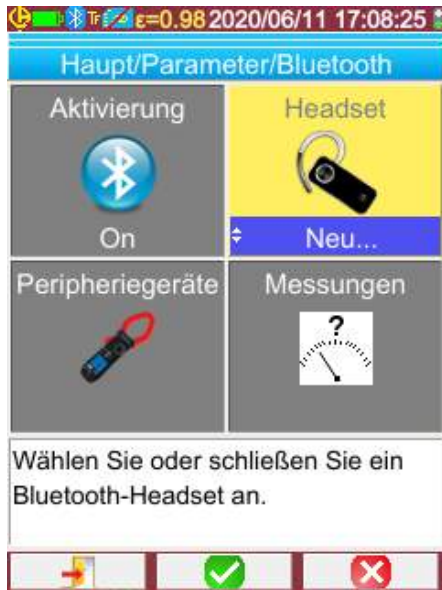 TF ε=0.98 2020/06/11 17:08:25
Haupt/Parameter/Bluetooth
Aktivierung
Headset
On
Neu...
Peripheriegeräte
Messungen
?
Wählen Sie oder schließen Sie ein
Bluetooth-Headset an.